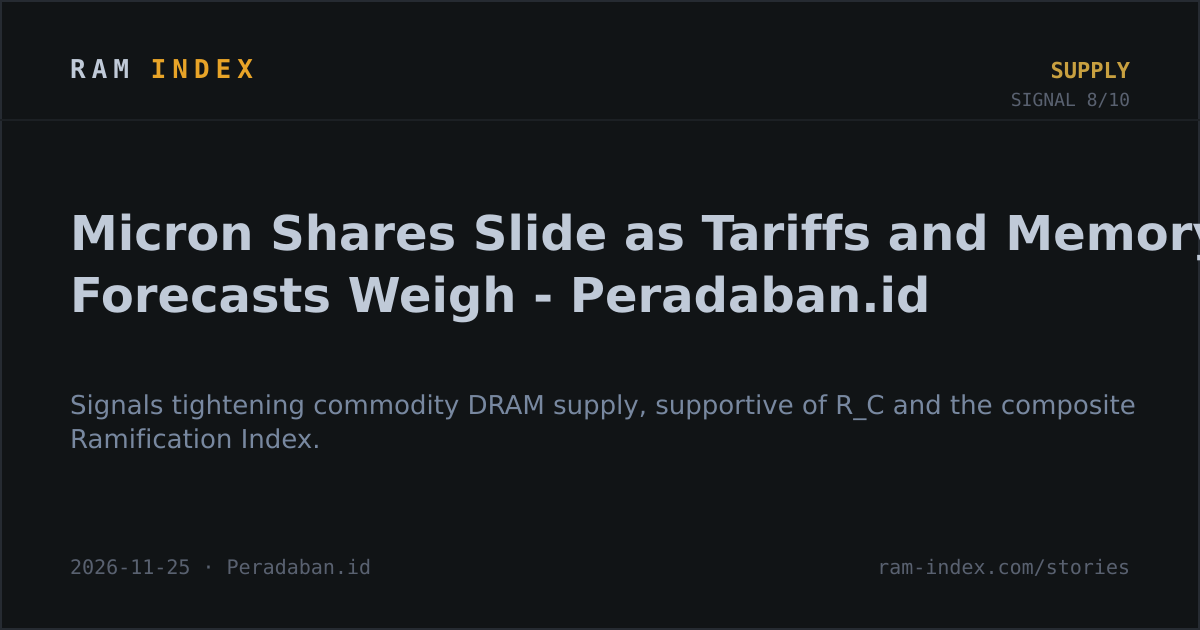 RAM INDEX
SUPPLY
SIGNAL 8/10
Micron Shares Slide as Tariffs and Memory
Forecasts Weigh - Peradaban.id
Signals tightening commodity DRAM supply, supportive of R_C and the composite
Ramification Index.
2026-11-25 · Peradaban.id
ram-index.com/stories